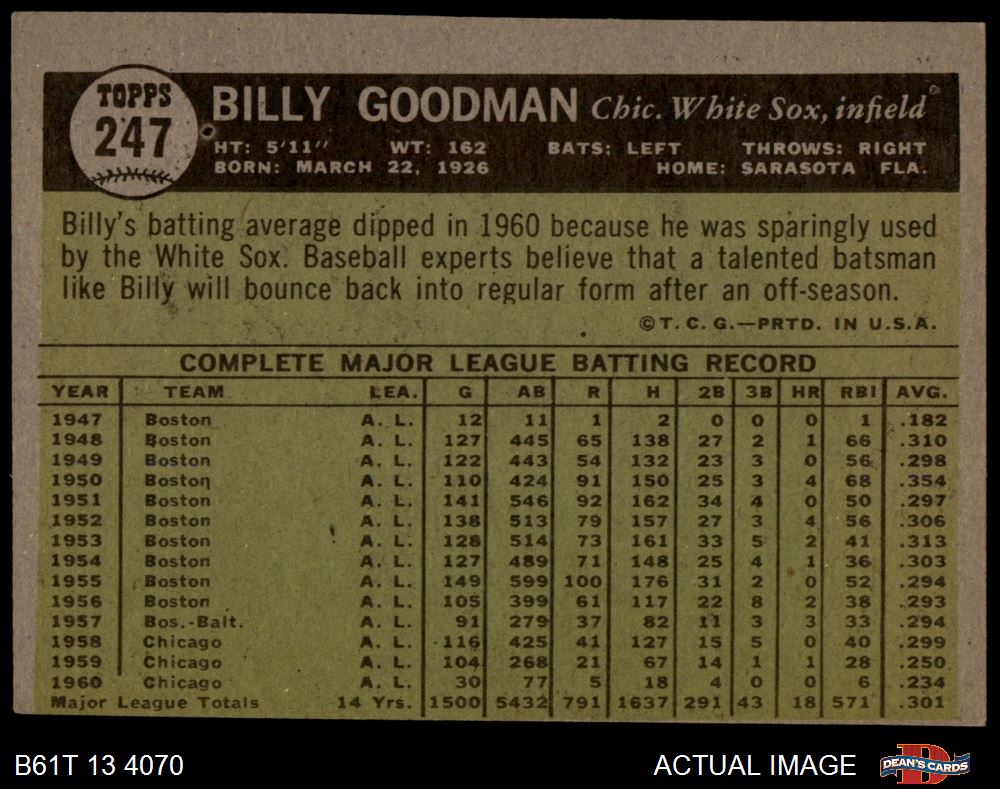 TOPPS
247
BILLY GOODMAN Chic. White Sox, infield
HT: 5'11" WT: 162 BATS: LEFT THROWS: RIGHT
BORN: MARCH 22, 1926 HOME: SARASOTA FLA.
Billy's batting average dipped in 1960 because he was sparingly used
by the White Sox. Baseball experts believe that a talented batsman
like Billy will bounce back into regular form after an off-season.
©T. C. G.—PRTD. IN U.S.A.
COMPLETE MAJOR LEAGUE BATTING RECORD
YEAR TEAM LEA. G AB R H 2B 3B HR RBI AVG.
1947 Boston A. L. 12 11 1 2 0 0 0 1 .182
1948 Boston A. L. 127 445 65 138 27 2 1 66 .310
1949 Boston A. L. 122 443 54 132 23 3 0 56 .298
1950 Boston A. L. 110 424 91 150 25 3 4 68 .354
1951 Boston A. L. 141 546 92 162 34 4 0 50 .297
1952 Boston A. L. 138 513 79 157 27 3 4 56 .306
1953 Boston A. L. 128 514 73 161 33 5 2 41 .313
1954 Boston A. L. 127 489 71 148 25 4 1 36 .303
1955 Boston A. L. 149 599 100 176 31 2 0 52 .294
1956 Boston A. L. 105 399 61 117 22 8 2 38 .293
1957 Bos.-Balt. A. L. 91 279 37 82 11 3 3 33 .294
1958 Chicago A. L. 116 425 41 127 15 5 0 40 .299
1959 Chicago A. L. 104 268 21 67 14 1 1 28 .250
1960 Chicago A. L. 30 77 5 18 4 0 0 6 .234
Major League Totals 14 Yrs. 1500 5432 791 1637 291 43 18 571 .301
B61T 13 4070 ACTUAL IMAGE DEAN'S CARDS